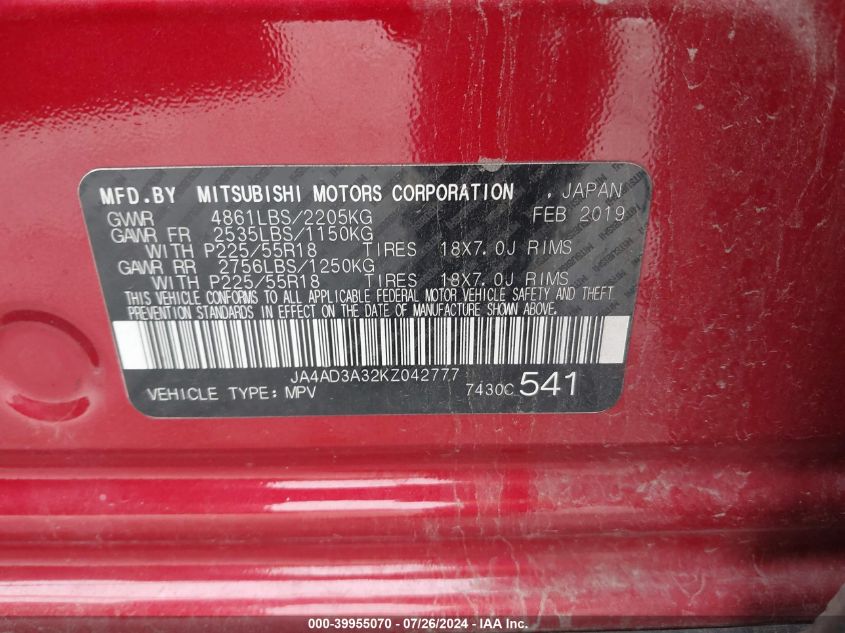 MFD.BY MITSUBISHI MOTORS CORPORATION , JAPAN
GVWR 4861LBS/2205KG FEB 2019
GAWR FR 2535LBS/1150KG
WITH P225/55R18 TIRES 18X7.0J RIMS
GAWR RR 2756LBS/1250KG
WITH P225/55R18 TIRES 18X7.0J RIMS
THIS VEHICLE CONFORMS TO ALL APPLICABLE FEDERAL MOTOR VEHICLE SAFETY AND THEFT
PREVENTION STANDARDS IN EFFECT ON THE DATE OF MANUFACTURE SHOWN ABOVE.
JA4AD3A32KZ042777
VEHICLE TYPE: MPV 7430C 541
000-39955070 - 07/26/2024 - IAA Inc.